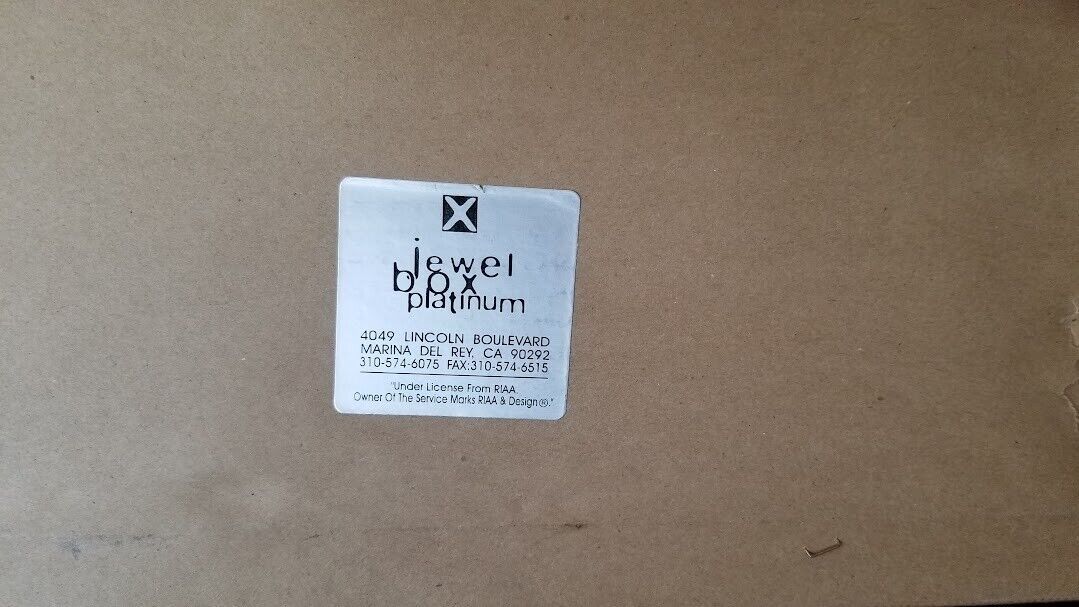 X
jewel
box
platinum
4049 LINCOLN BOULEVARD
MARINA DEL REY, CA 90292
310-574-6075 FAX:310-574-6515
"Under License From RIAA.
Owner Of The Service Marks RIAA & Design ®."